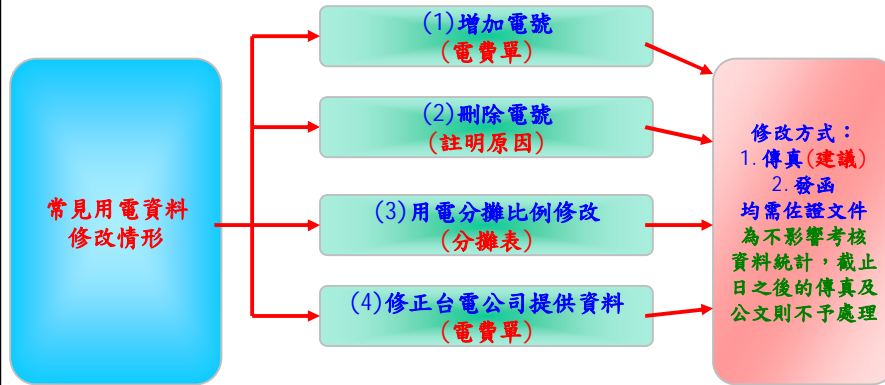 常見用電資料
修改情形
(1)增加電號
(電費單)
(2)刪除電號
(註明原因)
(3)用電分攤比例修改
(分攤表)
(4)修正台電公司提供資料
(電費單)
修改方式：
1.傳真(建議)
2.發函
均需佐證文件
為不影響考核
資料統計，截止
日之後的傳真及
公文則不予處理